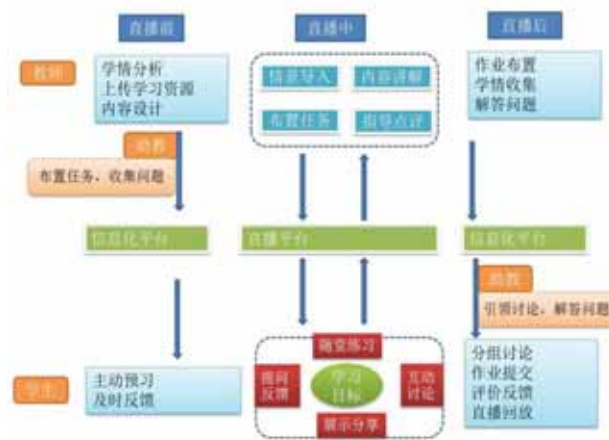 直播前
直播中
直播后
教师
学情分析
上传学习资源
内容设计
情景导入
内容讲解
布置任务
指导点评
作业布置
学情收集
解答问题
助教
布置任务、收集问题
信息化平台
直播平台
信息化平台
助教
引领讨论、解答问题
学生
主动预习
及时反馈
随堂练习
提问
反馈
学习
目标
互动
讨论
展示分享
分组讨论
作业提交
评价反馈
直播回放